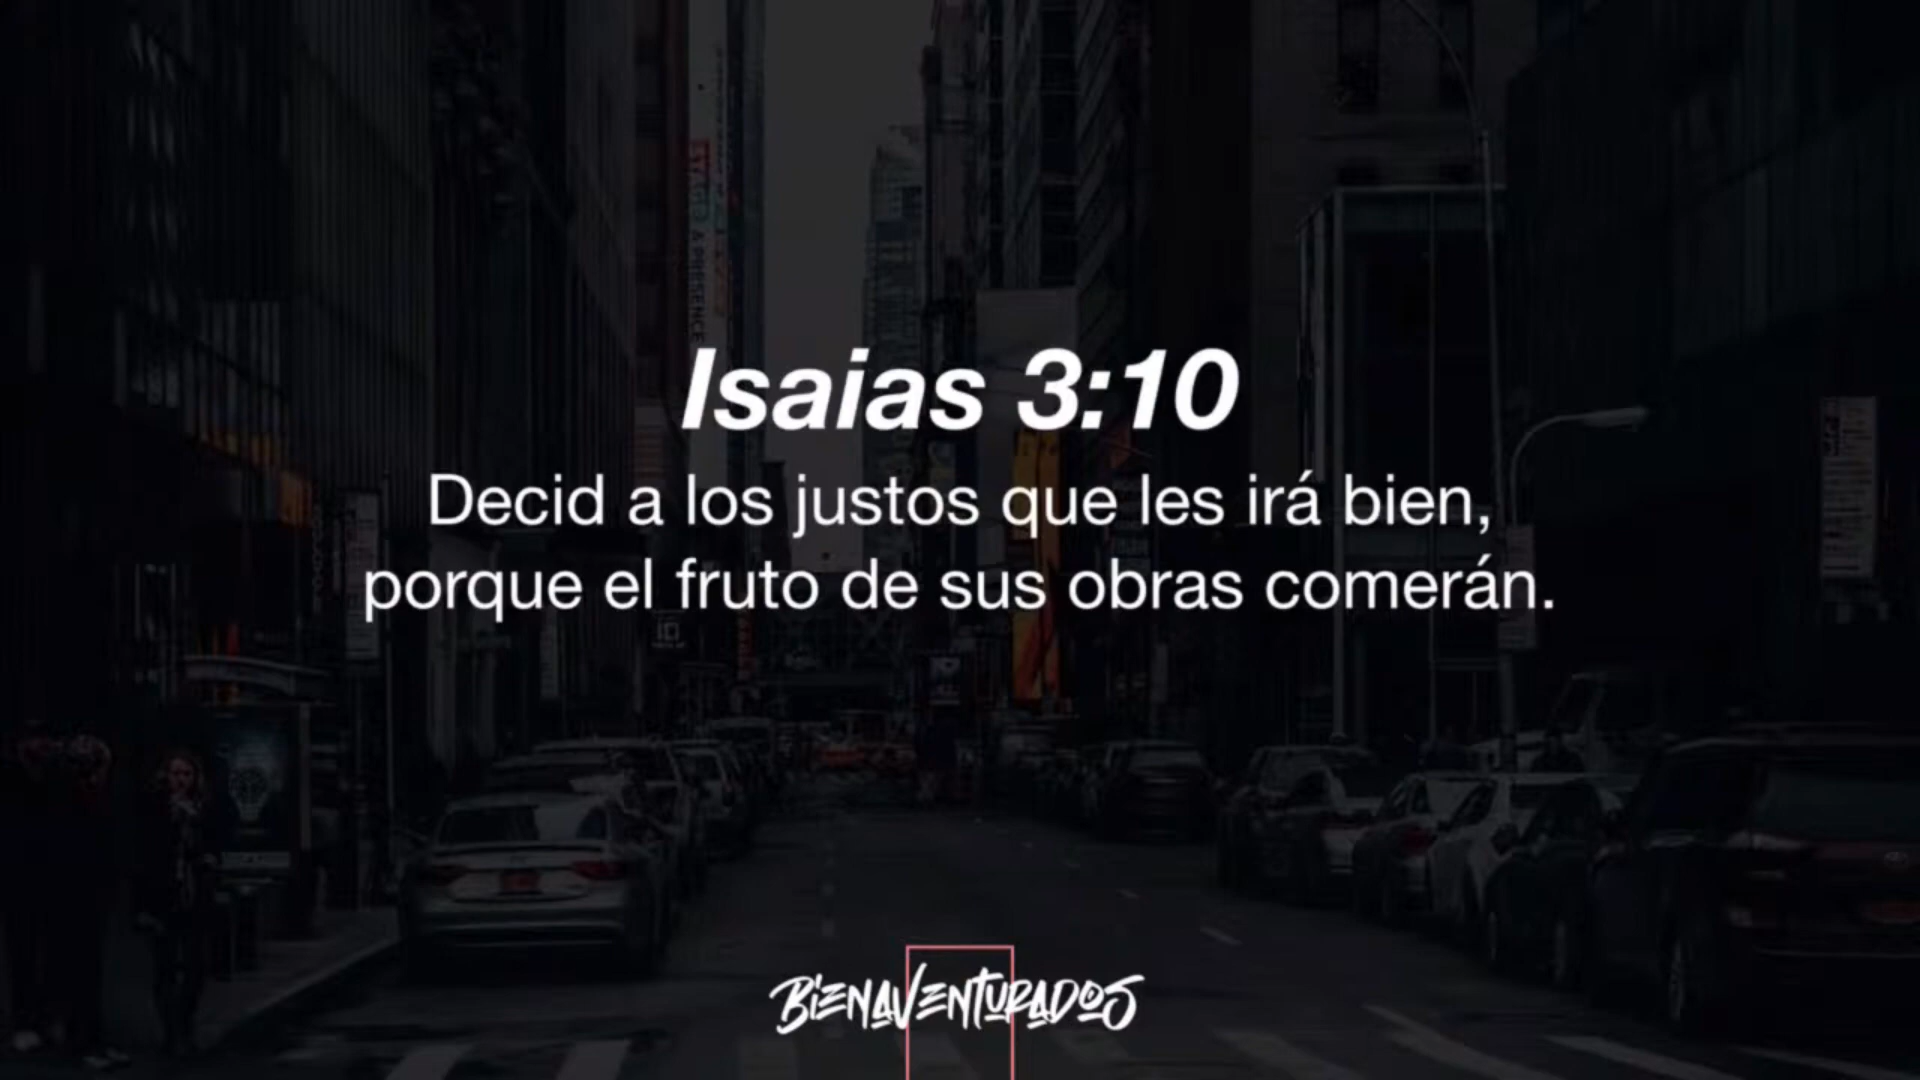 Isaias 3:10
Decid a los justos que les irá bien,
porque el fruto de sus obras comerán.
BIENAVENTURADOS